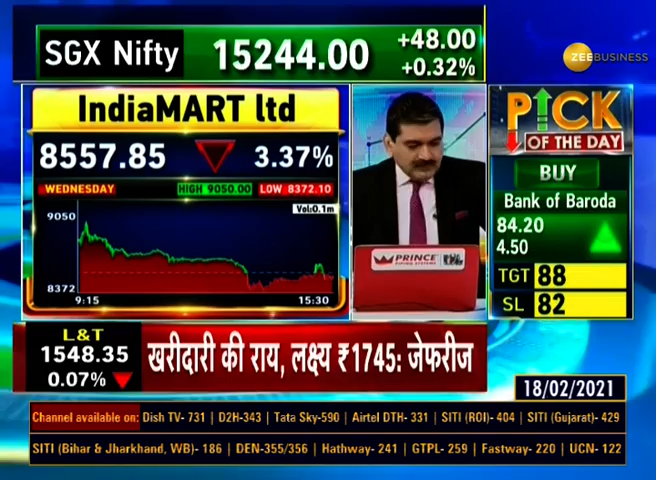 SGX Nifty 15244.00 +48.00
+0.32%
ZEEBUSINESS
IndiaMART ltd
8557.85 3.37%
WEDNESDAY HIGH 9050.00 LOW 8372.10
Vol:0.1m
9050
8372
9:15 15:30
PRINCE
PIPING SYSTEMS
PICK
OF THE DAY
BUY
Bank of Baroda
84.20
4.50
TGT 88
SL 82
L&T
1548.35
0.07%
खरीदारी की राय, लक्ष्य ₹1745: जेफरीज
18/02/2021
Channel available on: Dish TV- 731 | D2H-343 | Tata Sky-590 | Airtel DTH- 331 | SITI (ROI)- 404 | SITI (Gujarat)- 429
SITI (Bihar & Jharkhand, WB)- 186 | DEN-355/356 | Hathway- 241 | GTPL- 259 | Fastway- 220 | UCN- 122